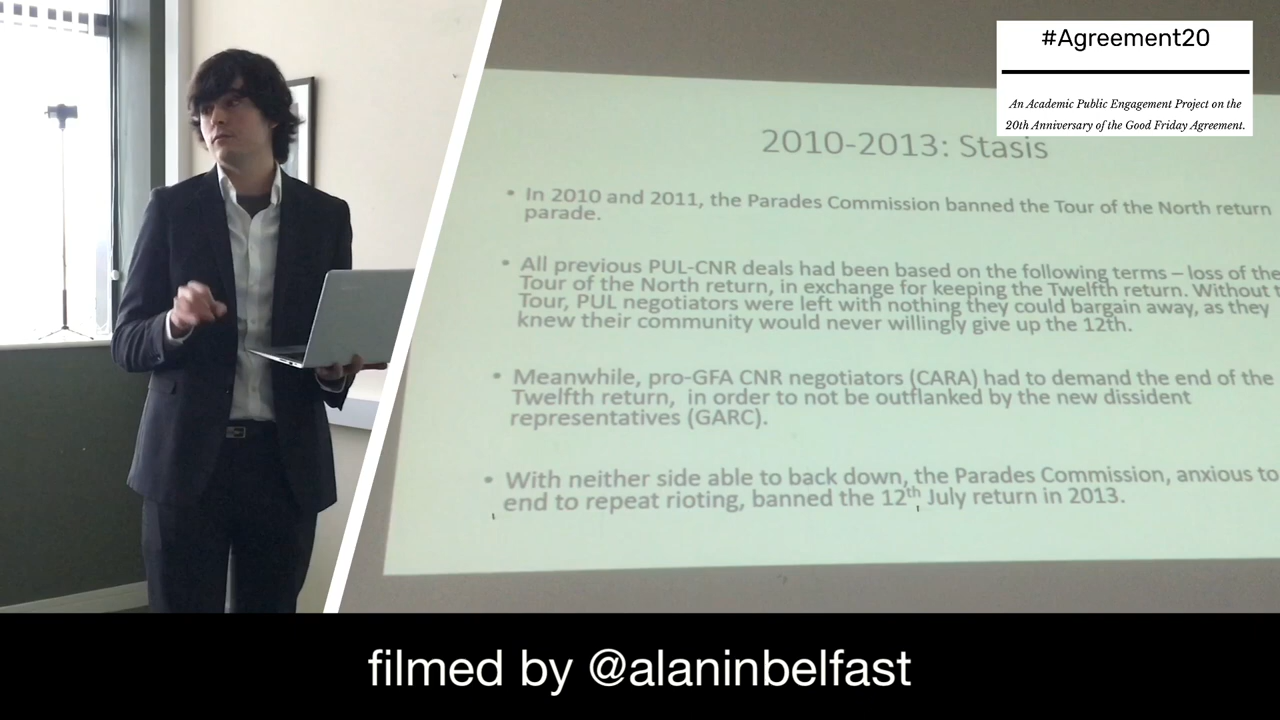 #Agreement20
An Academic Public Engagement Project on the
20th Anniversary of the Good Friday Agreement.
2010-2013: Stasis
• In 2010 and 2011, the Parades Commission banned the Tour of the North return
parade.
• All previous PUL-CNR deals had been based on the following terms – loss of the
Tour of the North return, in exchange for keeping the Twelfth return. Without t
Tour, PUL negotiators were left with nothing they could bargain away, as they
knew their community would never willingly give up the 12th.
• Meanwhile, pro-GFA CNR negotiators (CARA) had to demand the end of the
Twelfth return, in order to not be outflanked by the new dissident
representatives (GARC).
• With neither side able to back down, the Parades Commission, anxious to
end to repeat rioting, banned the 12th July return in 2013.
filmed by @alaninbelfast